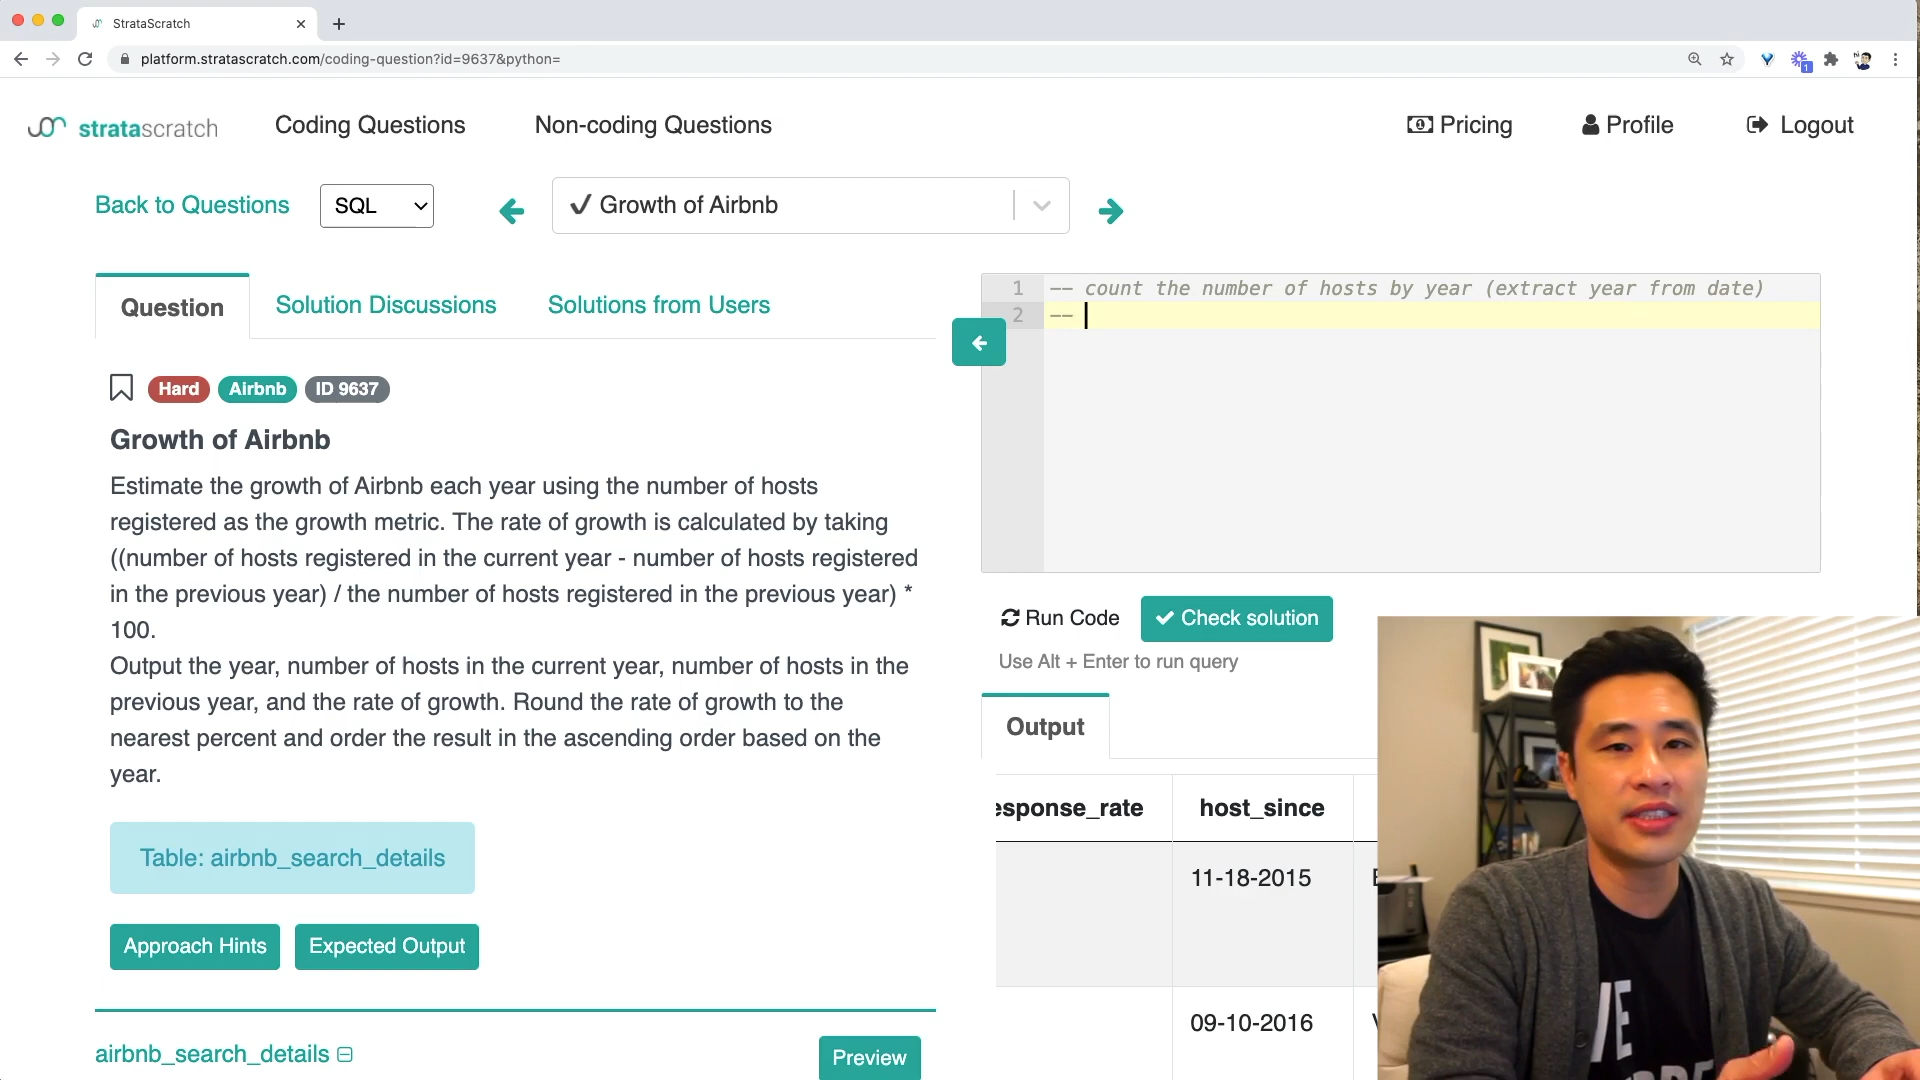 StrataScratch
platform.stratascratch.com/coding-question?id=9637&python=
1
stratascratch
Coding Questions
Non-coding Questions
Pricing
Profile
Logout
Back to Questions
SQL
✓ Growth of Airbnb
Question
Solution Discussions
Solutions from Users
Hard
Airbnb
ID 9637
Growth of Airbnb
Estimate the growth of Airbnb each year using the number of hosts
registered as the growth metric. The rate of growth is calculated by taking
((number of hosts registered in the current year - number of hosts registered
in the previous year) / the number of hosts registered in the previous year) *
100.
Output the year, number of hosts in the current year, number of hosts in the
previous year, and the rate of growth. Round the rate of growth to the
nearest percent and order the result in the ascending order based on the
year.
Table: airbnb_search_details
Approach Hints
Expected Output
airbnb_search_details
Preview
1 -- count the number of hosts by year (extract year from date)
2 --
Run Code
Check solution
Use Alt + Enter to run query
Output
esponse_rate
host_since
11-18-2015
09-10-2016